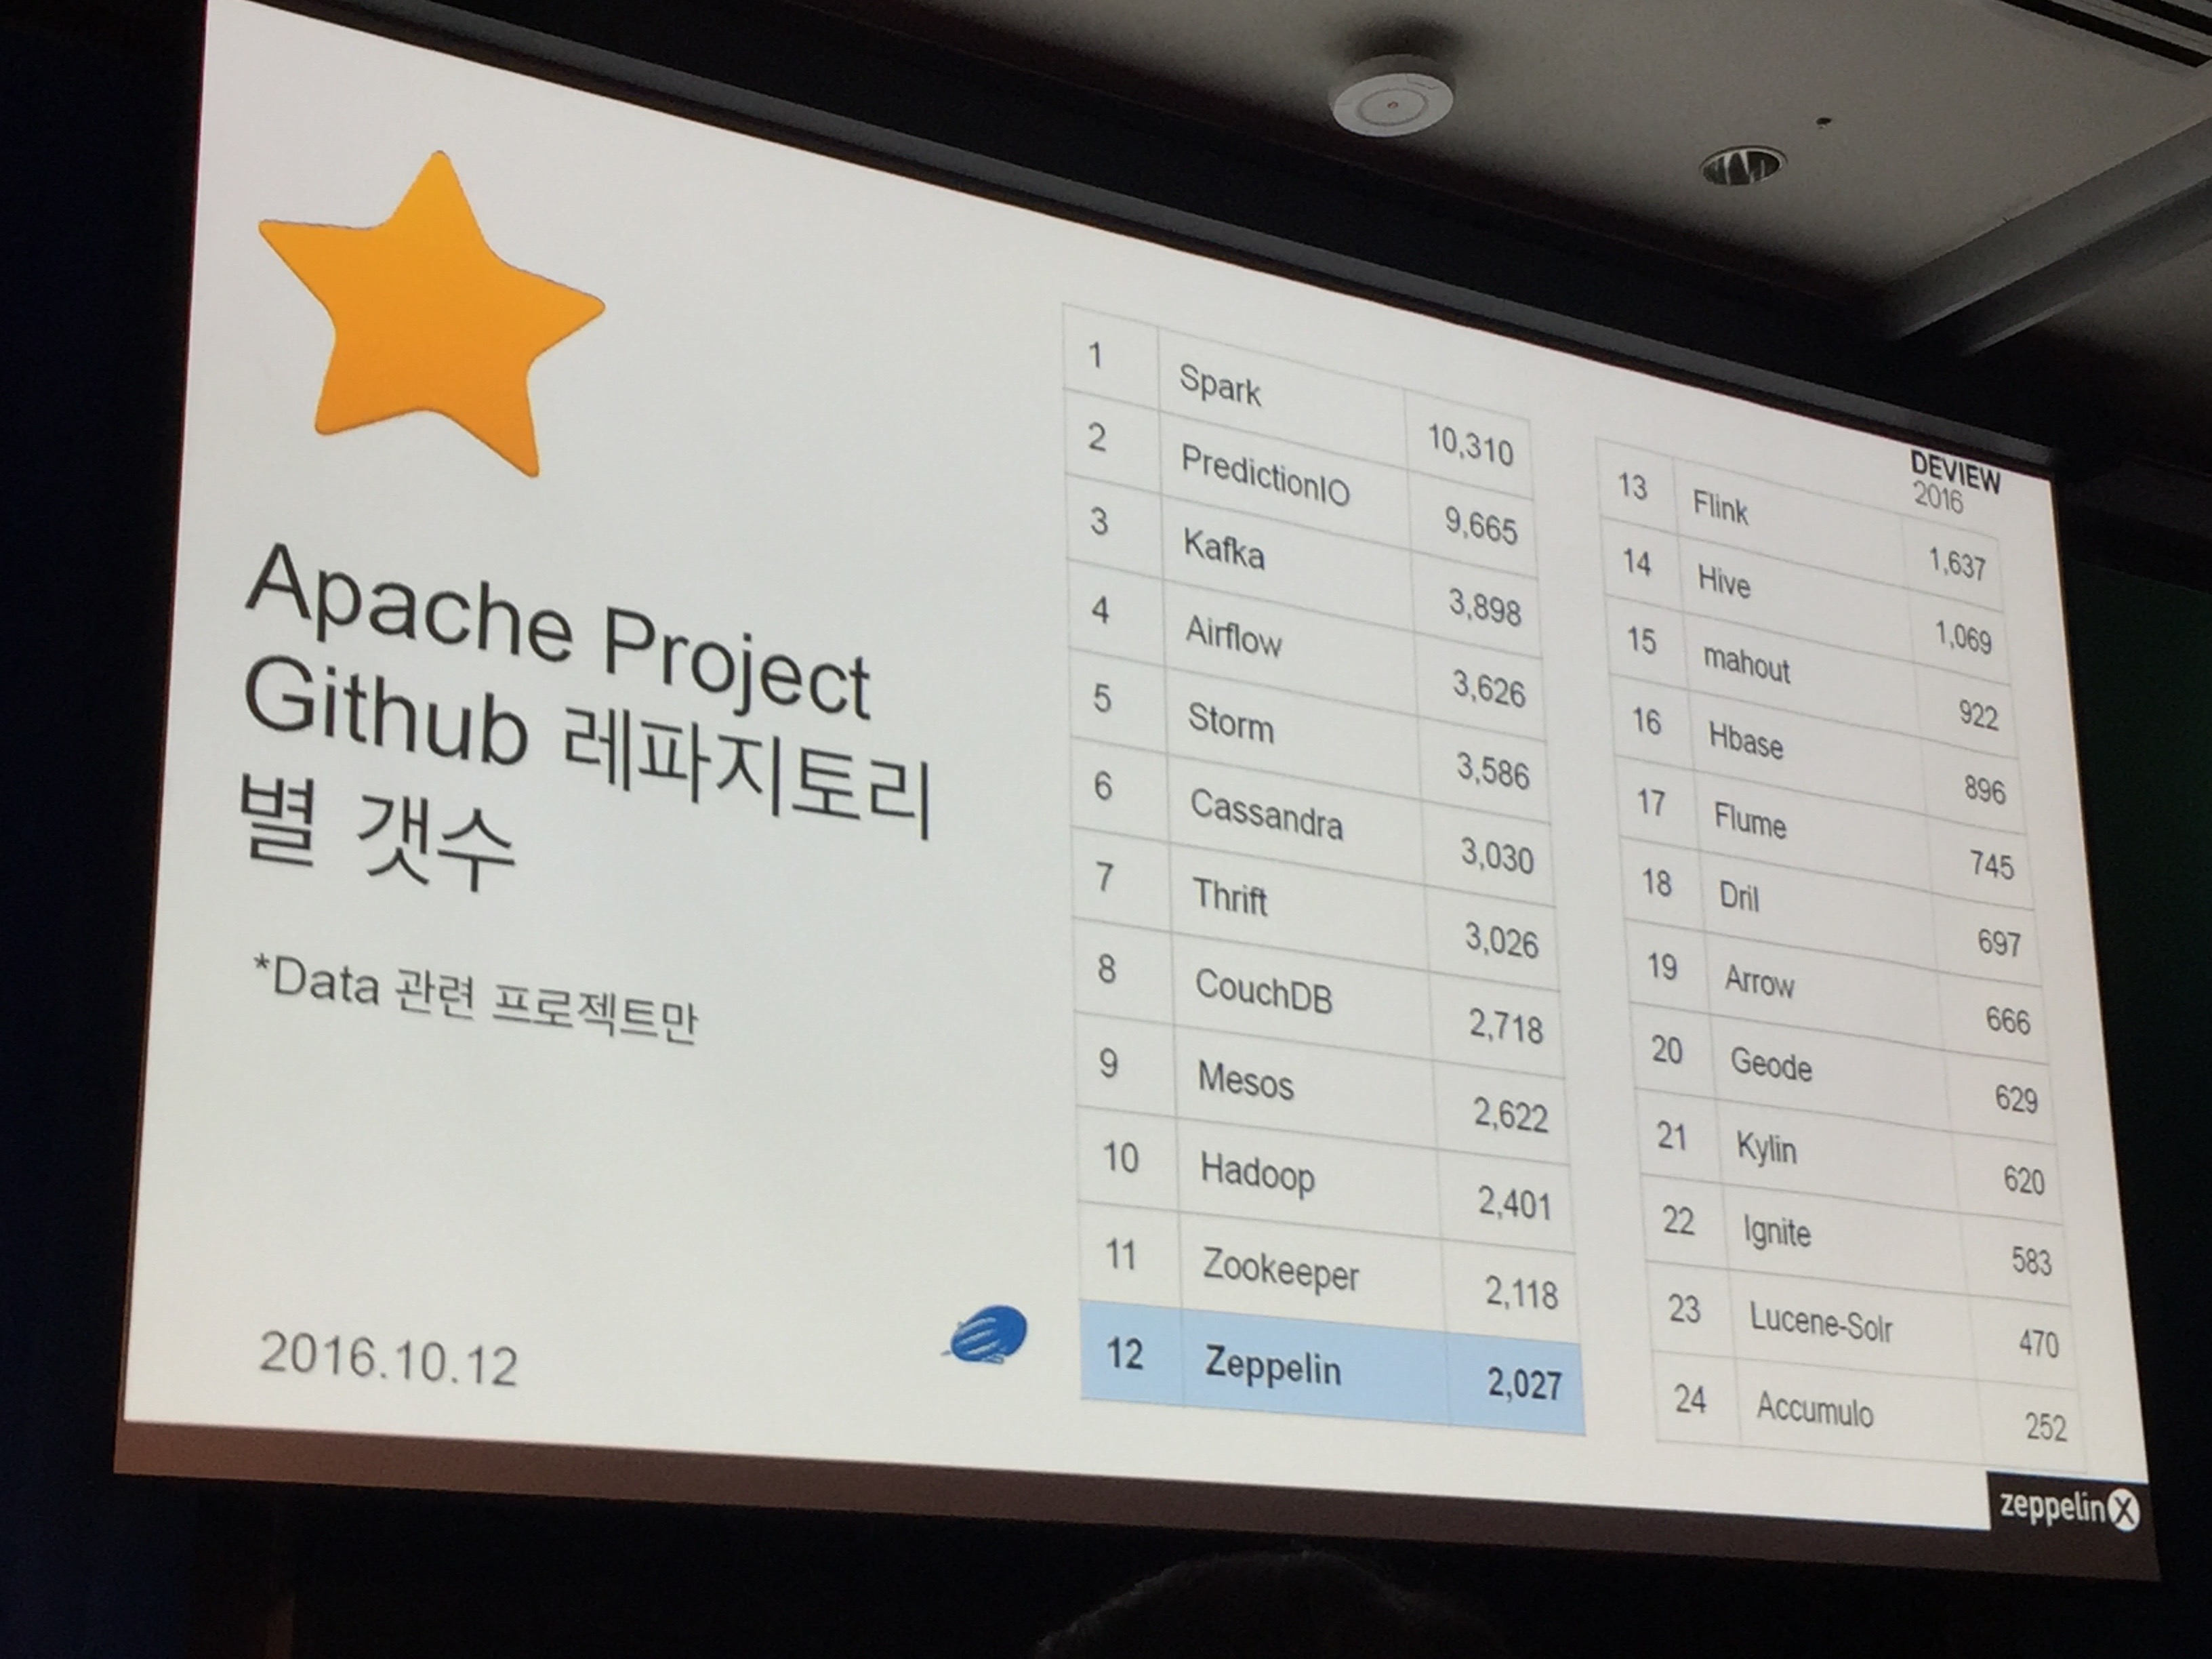 Apache Project
Github 레파지토리
별 갯수
*Data 관련 프로젝트만
2016.10.12
1 Spark 10,310
2 PredictionIO 9,665
3 Kafka 3,898
4 Airflow 3,626
5 Storm 3,586
6 Cassandra 3,030
7 Thrift 3,026
8 CouchDB 2,718
9 Mesos 2,622
10 Hadoop 2,401
11 Zookeeper 2,118
12 Zeppelin 2,027
DEVIEW
2016
13 Flink 1,637
14 Hive 1,069
15 mahout 922
16 Hbase 896
17 Flume 745
18 Dril 697
19 Arrow 666
20 Geode 629
21 Kylin 620
22 Ignite 583
23 Lucene-Solr 470
24 Accumulo 252
zeppelinX